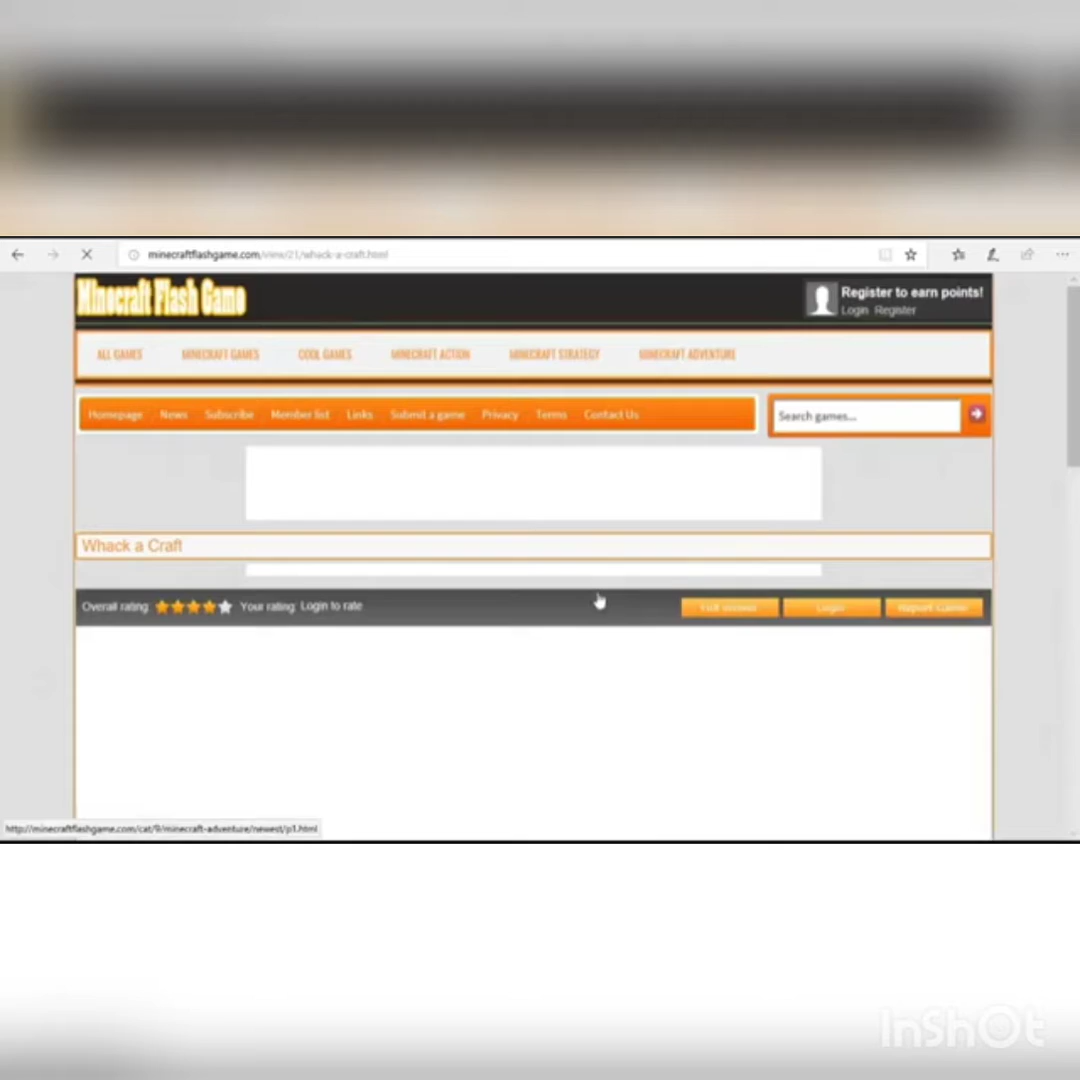 minecraftflashgame.com/view/21/whack-a-craft.html
Minecraft Flash Game
Register to earn points!
Login Register
ALL GAMES MINECRAFT GAMES COOL GAMES MINECRAFT ACTION MINECRAFT STRATEGY MINECRAFT ADVENTURE
Homepage News Subscribe Member list Links Submit a game Privacy Terms Contact Us
Search games...
Whack a Craft
Overall rating: Your rating: Login to rate
Login Report Game
http://minecraftflashgame.com/cat/9/minecraft-adventure/newest/p1.html
InShOt